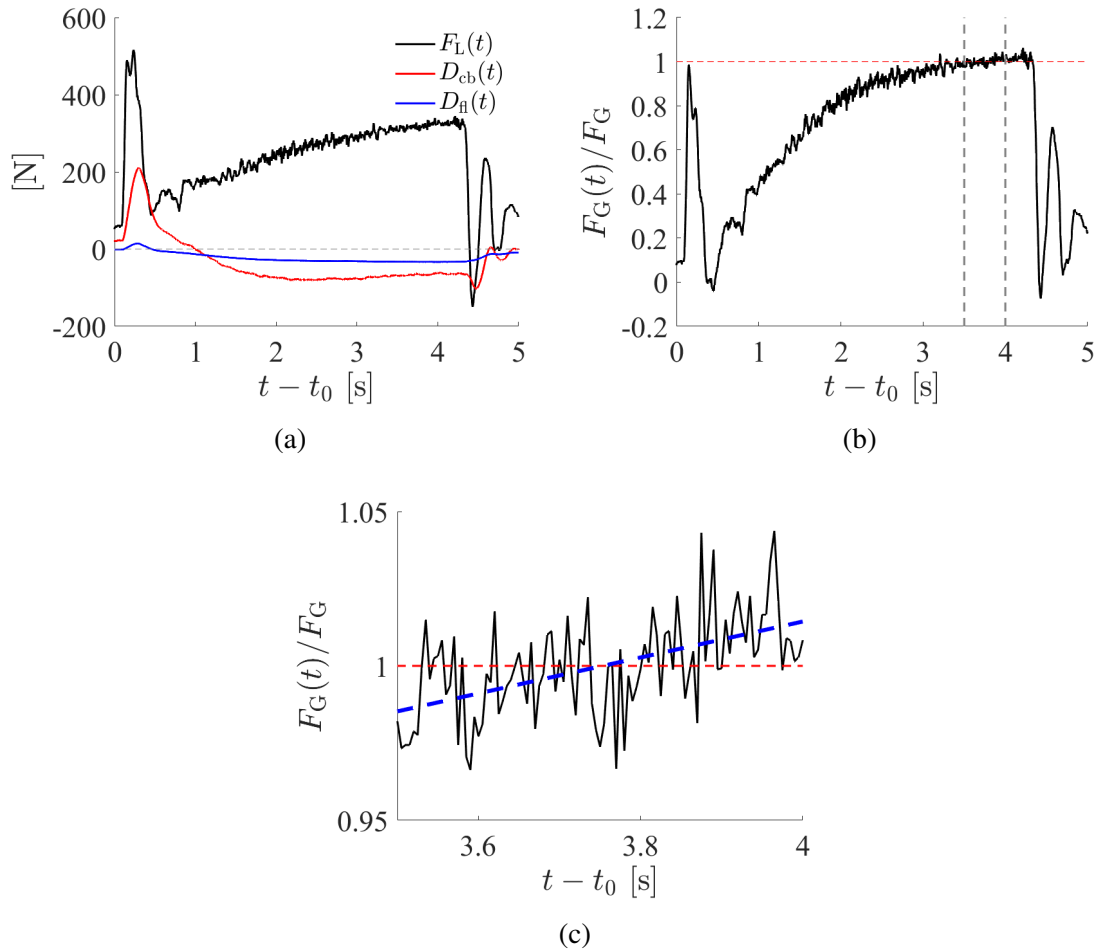 600
400
200
0
-200
[N]
F_L(t)
D_cb(t)
D_fl(t)
0 1 2 3 4 5
t − t_0 [s]
(a)
1.2
1
0.8
0.6
0.4
0.2
0
-0.2
F_G(t)/F_G
0 1 2 3 4 5
t − t_0 [s]
(b)
1.05
1
0.95
F_G(t)/F_G
3.6 3.8 4
t − t_0 [s]
(c)